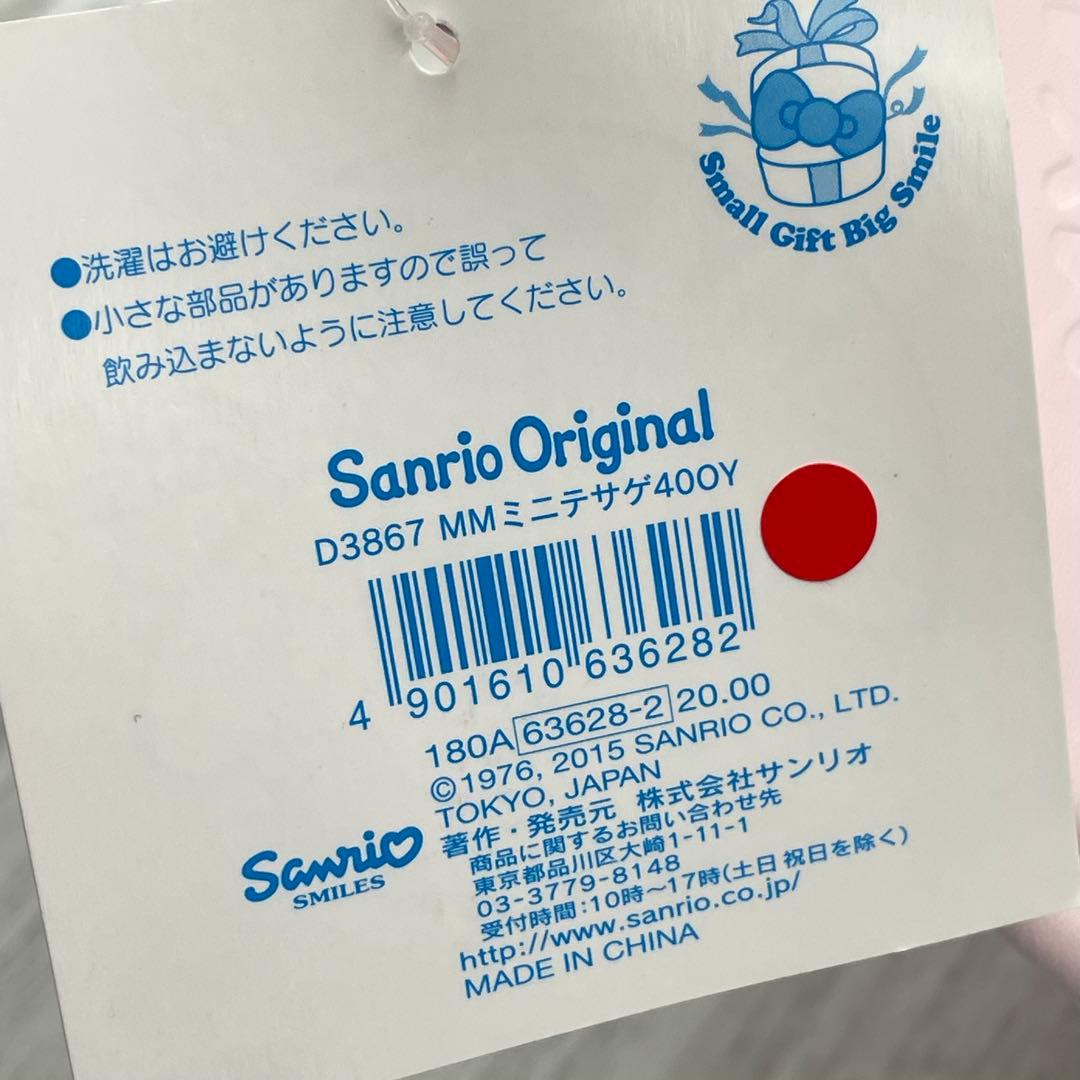 Small Gift Big Smile
●洗濯はお避けください。
●小さな部品がありますので誤って
飲み込まないように注意してください。
Sanrio Original
D3867 MMミニテサゲ400Y
4 901610 636282
180A 63628-2 20.00
©1976, 2015 SANRIO CO., LTD.
TOKYO, JAPAN
著作・発売元 株式会社サンリオ
商品に関するお問い合わせ先
東京都品川区大崎1-11-1
03-3779-8148
受付時間:10時~17時(土日 祝日を除く)
http://www.sanrio.co.jp/
MADE IN CHINA
Sanrio
SMILES